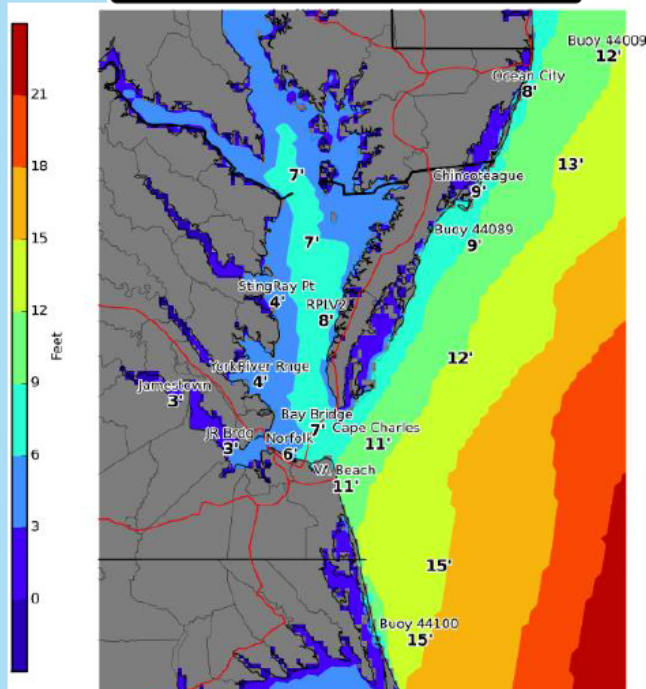 21
18
15
12
9
6
3
0
Feet
Buoy 44009
12'
Ocean City
8'
13'
7'
Chincoteague
9'
7'
Buoy 44089
9'
StingRay Pt
4'
RPLV2
8'
12'
YorkRiver Rnge
4'
Jamestown
3'
Bay Bridge
7'
Cape Charles
11'
JR Brdg
3'
Norfolk
6'
VA Beach
11'
15'
Buoy 44100
15'